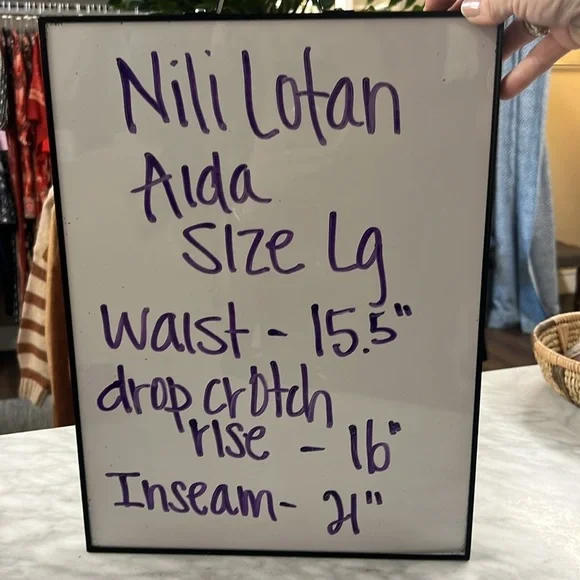 Nili Lotan
Aida
Size Lg
Waist - 15.5"
drop crotch
rise - 16"
Inseam - 21"